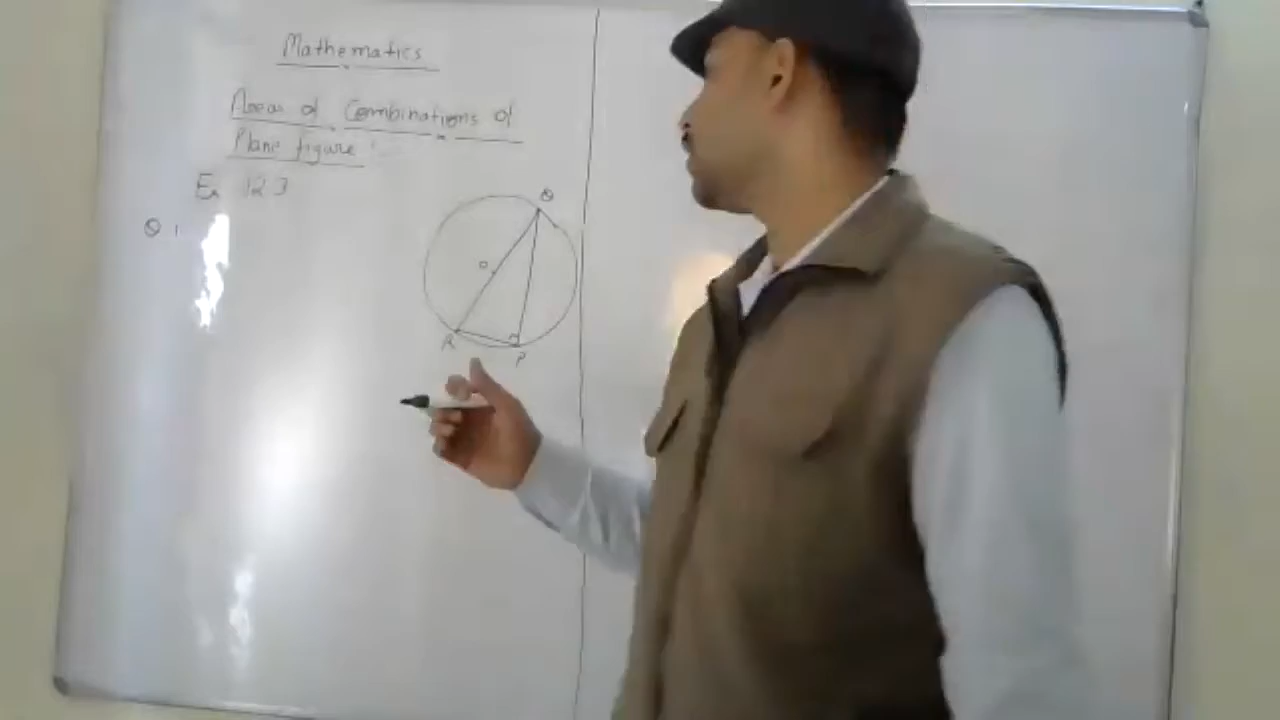 Mathematics
Areas of Combinations of
Plane figure
Ex 12.3
Q 1
Q
O
R
P